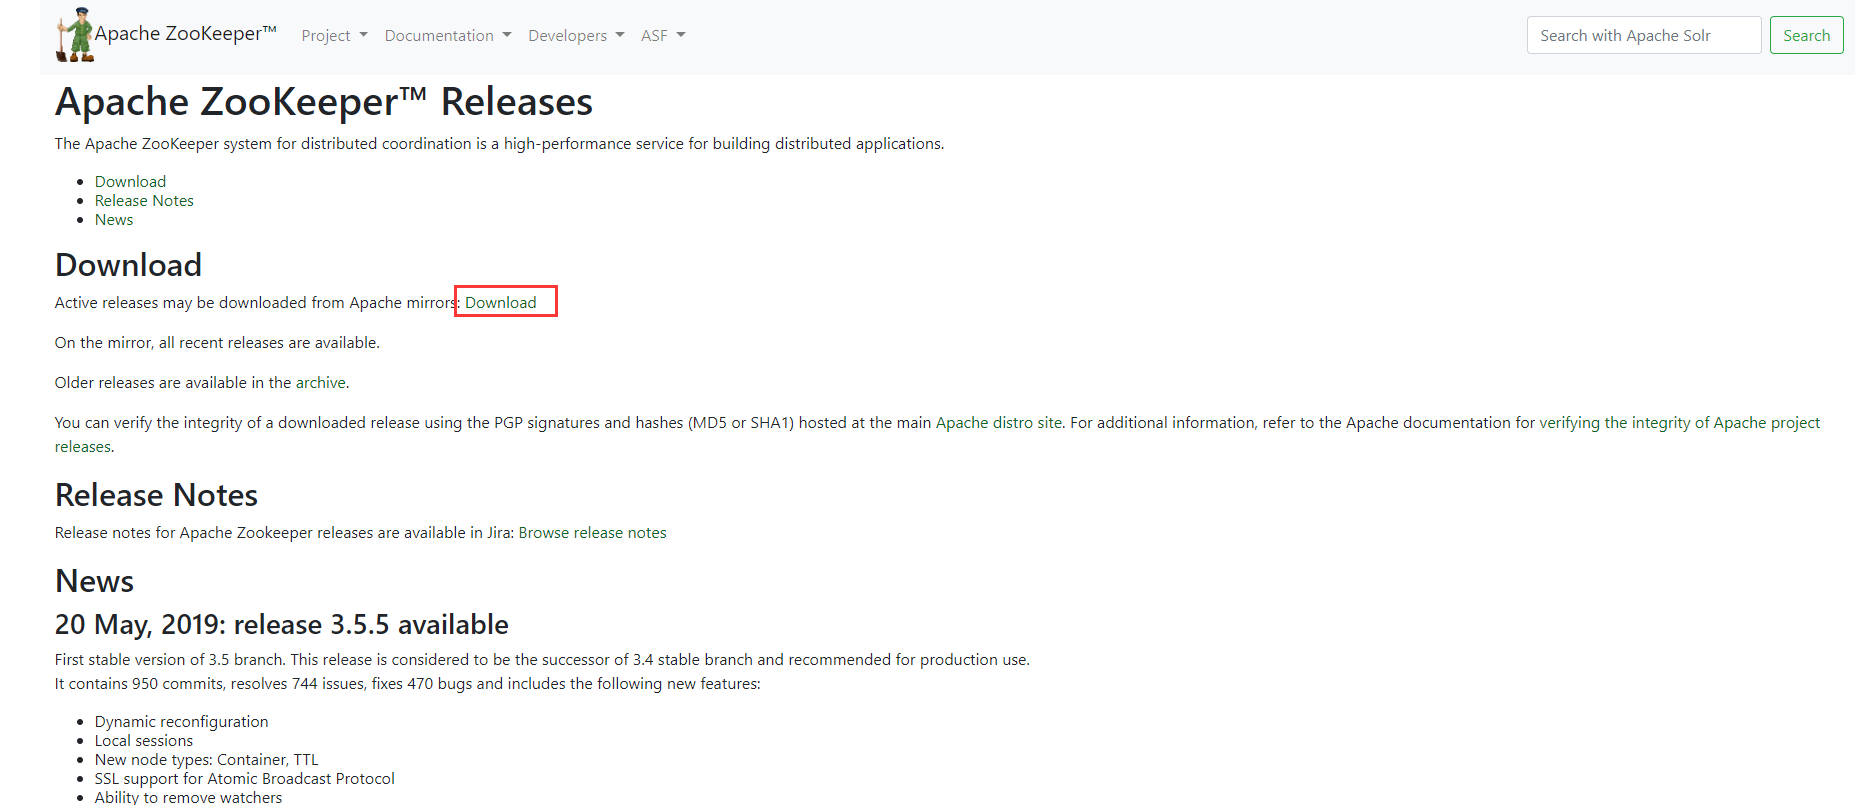 Apache ZooKeeper™ Project Documentation Developers ASF Search with Apache Solr Search
Apache ZooKeeper™ Releases
The Apache ZooKeeper system for distributed coordination is a high-performance service for building distributed applications.
Download
Release Notes
News
Download
Active releases may be downloaded from Apache mirrors: Download
On the mirror, all recent releases are available.
Older releases are available in the archive.
You can verify the integrity of a downloaded release using the PGP signatures and hashes (MD5 or SHA1) hosted at the main Apache distro site. For additional information, refer to the Apache documentation for verifying the integrity of Apache project
releases.
Release Notes
Release notes for Apache Zookeeper releases are available in Jira: Browse release notes
News
20 May, 2019: release 3.5.5 available
First stable version of 3.5 branch. This release is considered to be the successor of 3.4 stable branch and recommended for production use.
It contains 950 commits, resolves 744 issues, fixes 470 bugs and includes the following new features:
Dynamic reconfiguration
Local sessions
New node types: Container, TTL
SSL support for Atomic Broadcast Protocol
Ability to remove watchers